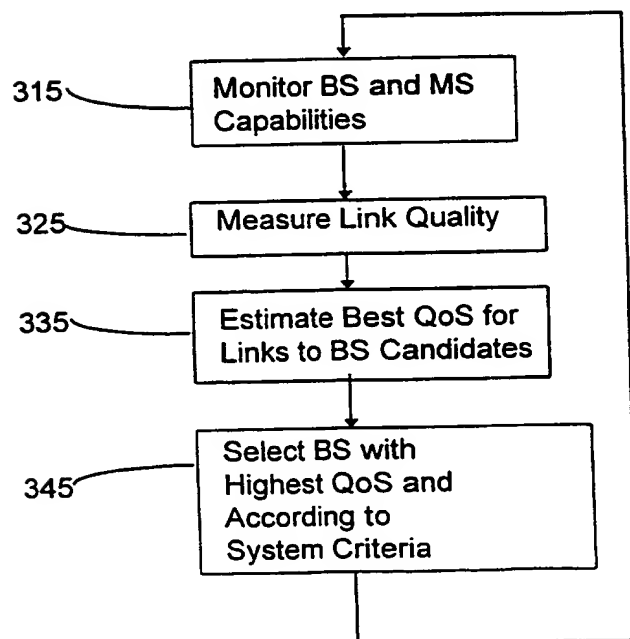 315
Monitor BS and MS
Capabilities
325
Measure Link Quality
335
Estimate Best QoS for
Links to BS Candidates
345
Select BS with
Highest QoS and
According to
System Criteria